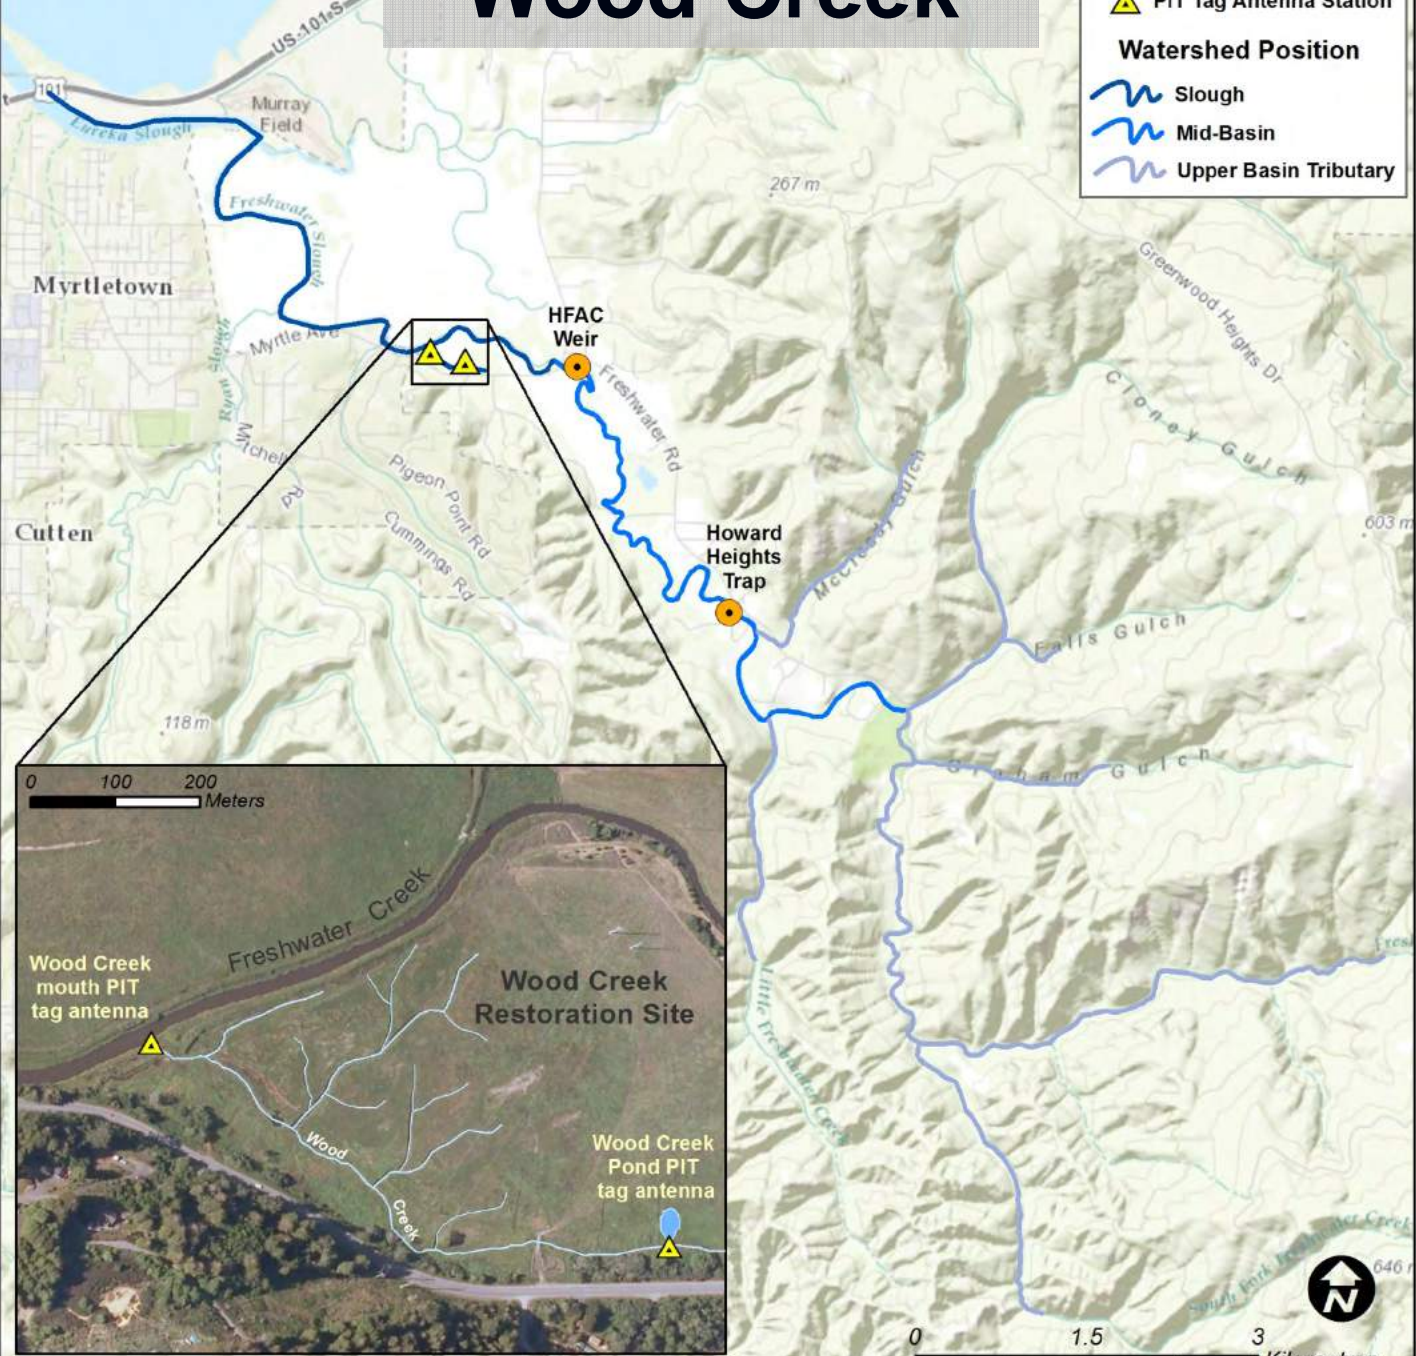 Wood Creek
PIT Tag Antenna Station
Watershed Position
Slough
Mid-Basin
Upper Basin Tributary
US-101-S
101
t
Murray
Field
Eureka Slough
267 m
Freshwater
Slough
Greenwood Heights Dr
Myrtletown
HFAC
Weir
Myrtle Ave
Ryan Slough
Freshwater Rd
Cloney Gulch
Mitchell
Rd
Pigeon Point Rd
Cummings Rd
McCready Gulch
603 m
Cutten
Howard
Heights
Trap
Falls Gulch
118 m
Graham Gulch
0 100 200
Meters
Freshwater Creek
Wood Creek
mouth PIT
tag antenna
Wood Creek
Restoration Site
Little Freshwater Creek
Wood
Creek
Wood Creek
Pond PIT
tag antenna
South Fork Freshwater Creek
646
N
0 1.5 3